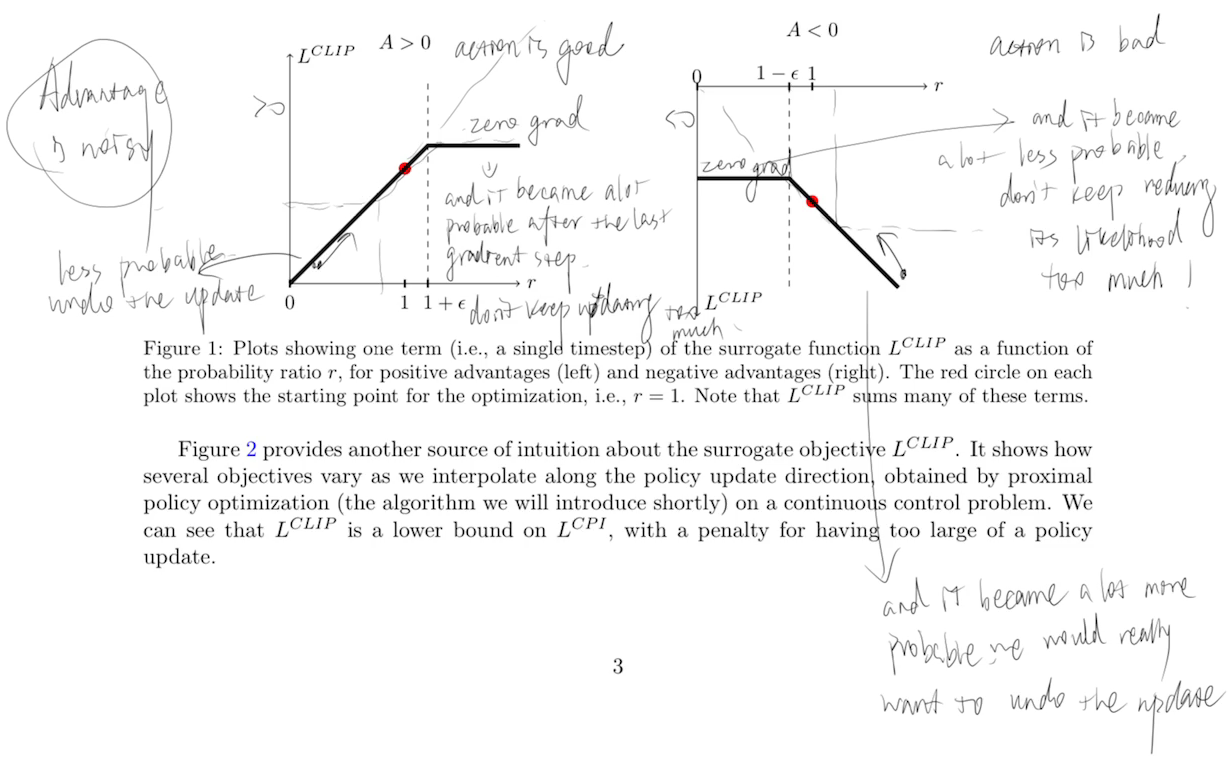 Advantage
is noisy
L^{CLIP}
A > 0
action is good
>0
zero grad
and it became a lot
probable after the last
gradient step.
don't keep updating too
much.
less probable
undo the update
0
1
1 + ϵ
r
A < 0
action is bad
0
1 − ϵ
1
r
<0
zero grad
L^{CLIP}
and it became
a lot less probable,
don't keep reducing
its likelihood
too much!
Figure 1: Plots showing one term (i.e., a single timestep) of the surrogate function L^{CLIP} as a function of
the probability ratio r, for positive advantages (left) and negative advantages (right). The red circle on each
plot shows the starting point for the optimization, i.e., r = 1. Note that L^{CLIP} sums many of these terms.
Figure 2 provides another source of intuition about the surrogate objective L^{CLIP}. It shows how
several objectives vary as we interpolate along the policy update direction, obtained by proximal
policy optimization (the algorithm we will introduce shortly) on a continuous control problem. We
can see that L^{CLIP} is a lower bound on L^{CPI}, with a penalty for having too large of a policy
update.
and it became a lot more
probable, we would really
want to undo the update
3